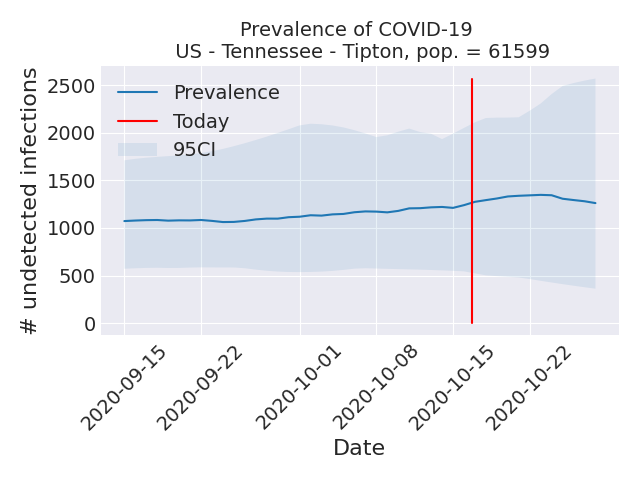 Prevalence of COVID-19
US - Tennessee - Tipton, pop. = 61599
# undetected infections
2500
2000
1500
1000
500
0
Prevalence
Today
95CI
2020-09-15
2020-09-22
2020-10-01
2020-10-08
2020-10-15
2020-10-22
Date